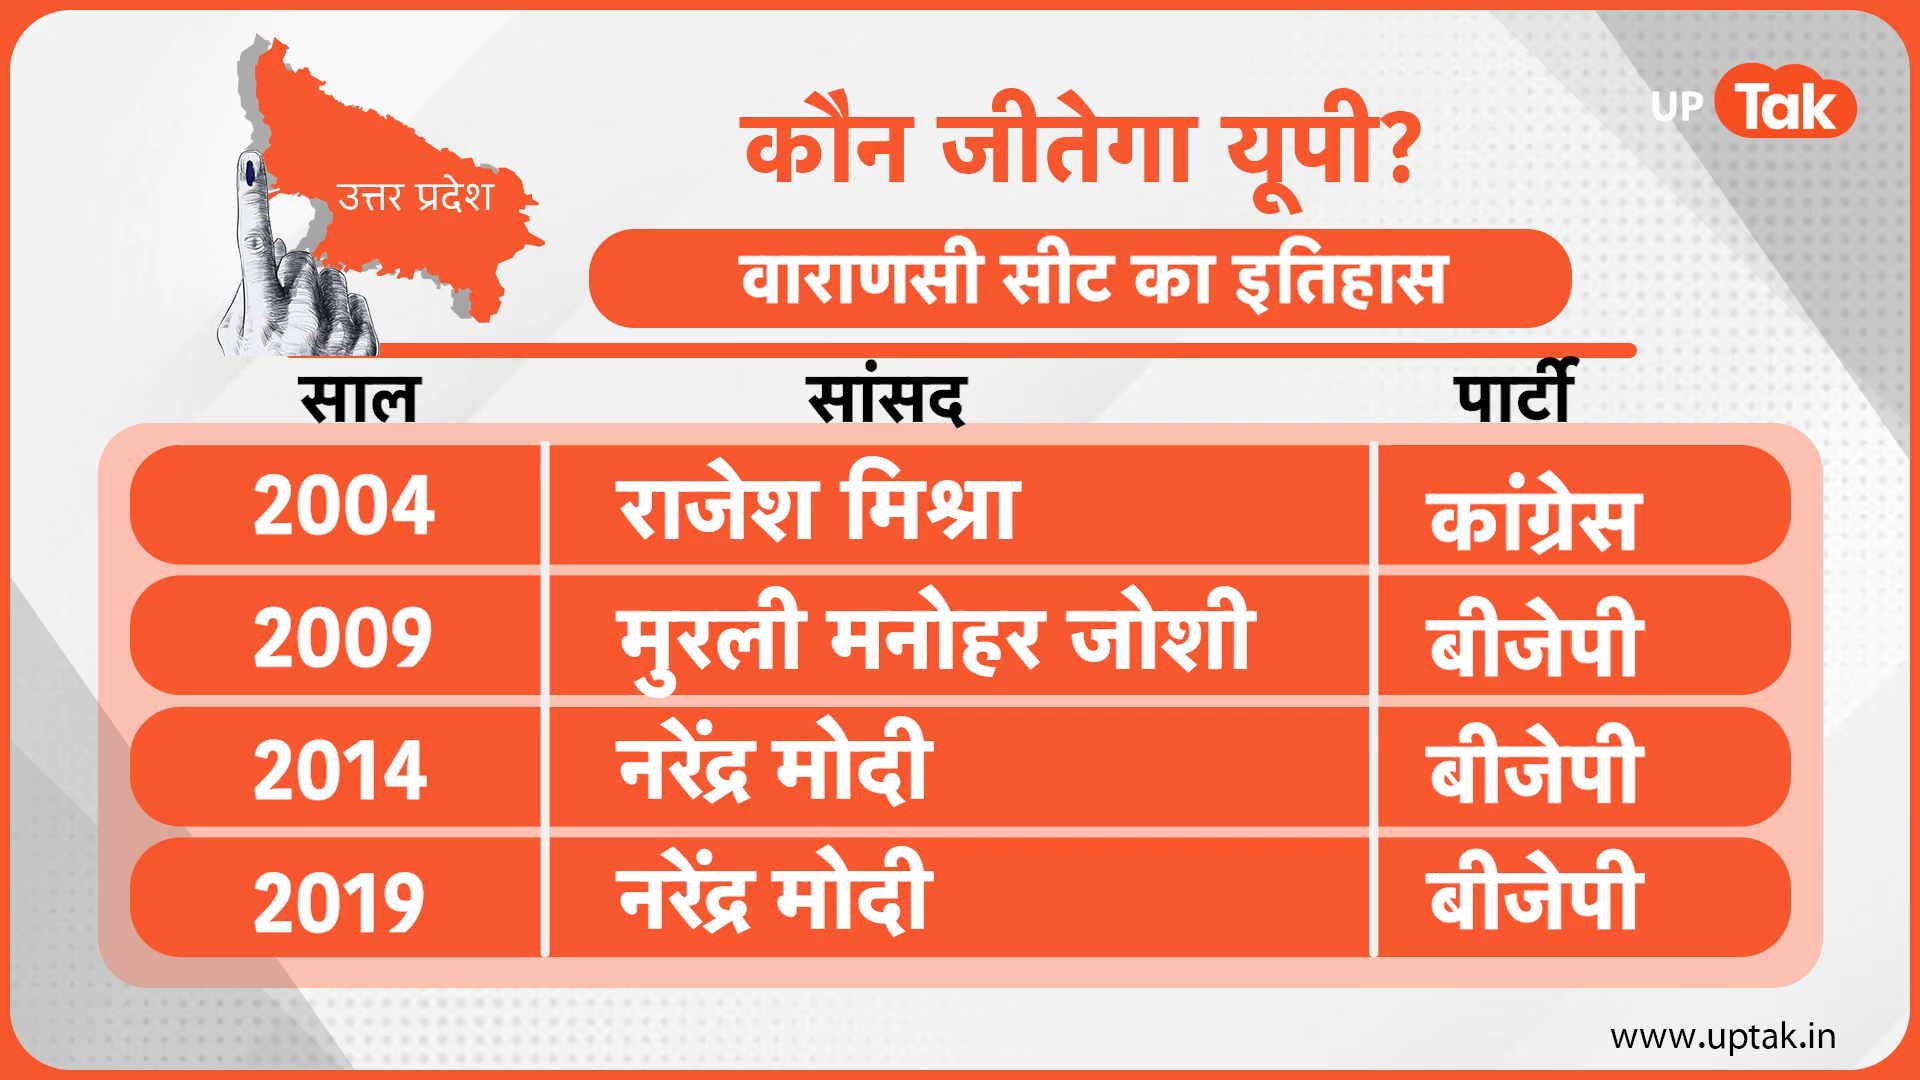 UP Tak
कौन जीतेगा यूपी?
उत्तर प्रदेश
वाराणसी सीट का इतिहास
साल सांसद पार्टी
2004 राजेश मिश्रा कांग्रेस
2009 मुरली मनोहर जोशी बीजेपी
2014 नरेंद्र मोदी बीजेपी
2019 नरेंद्र मोदी बीजेपी
www.uptak.in